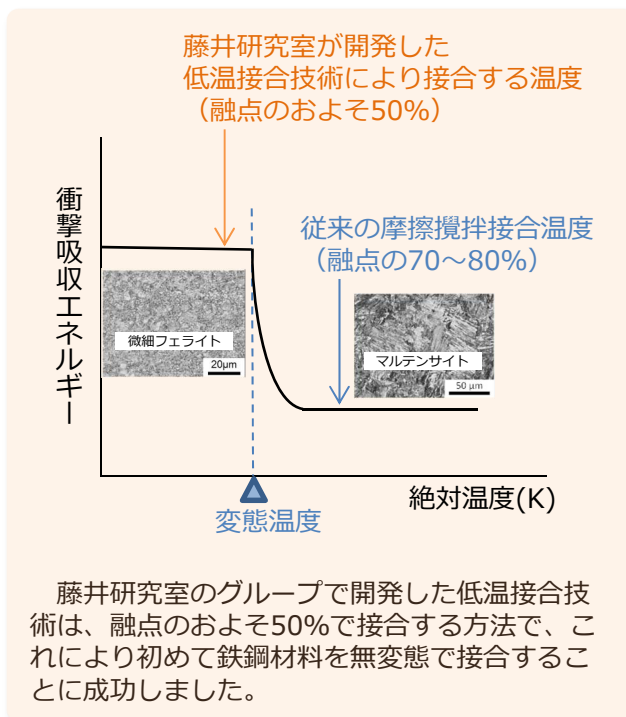 藤井研究室が開発した
低温接合技術により接合する温度
（融点のおよそ50%）
衝撃吸収エネルギー
従来の摩擦攪拌接合温度
（融点の70～80%）
微細フェライト
20μm
マルテンサイト
50 μm
絶対温度(K)
変態温度
藤井研究室のグループで開発した低温接合技
術は、融点のおよそ50%で接合する方法で、こ
れにより初めて鉄鋼材料を無変態で接合するこ
とに成功しました。